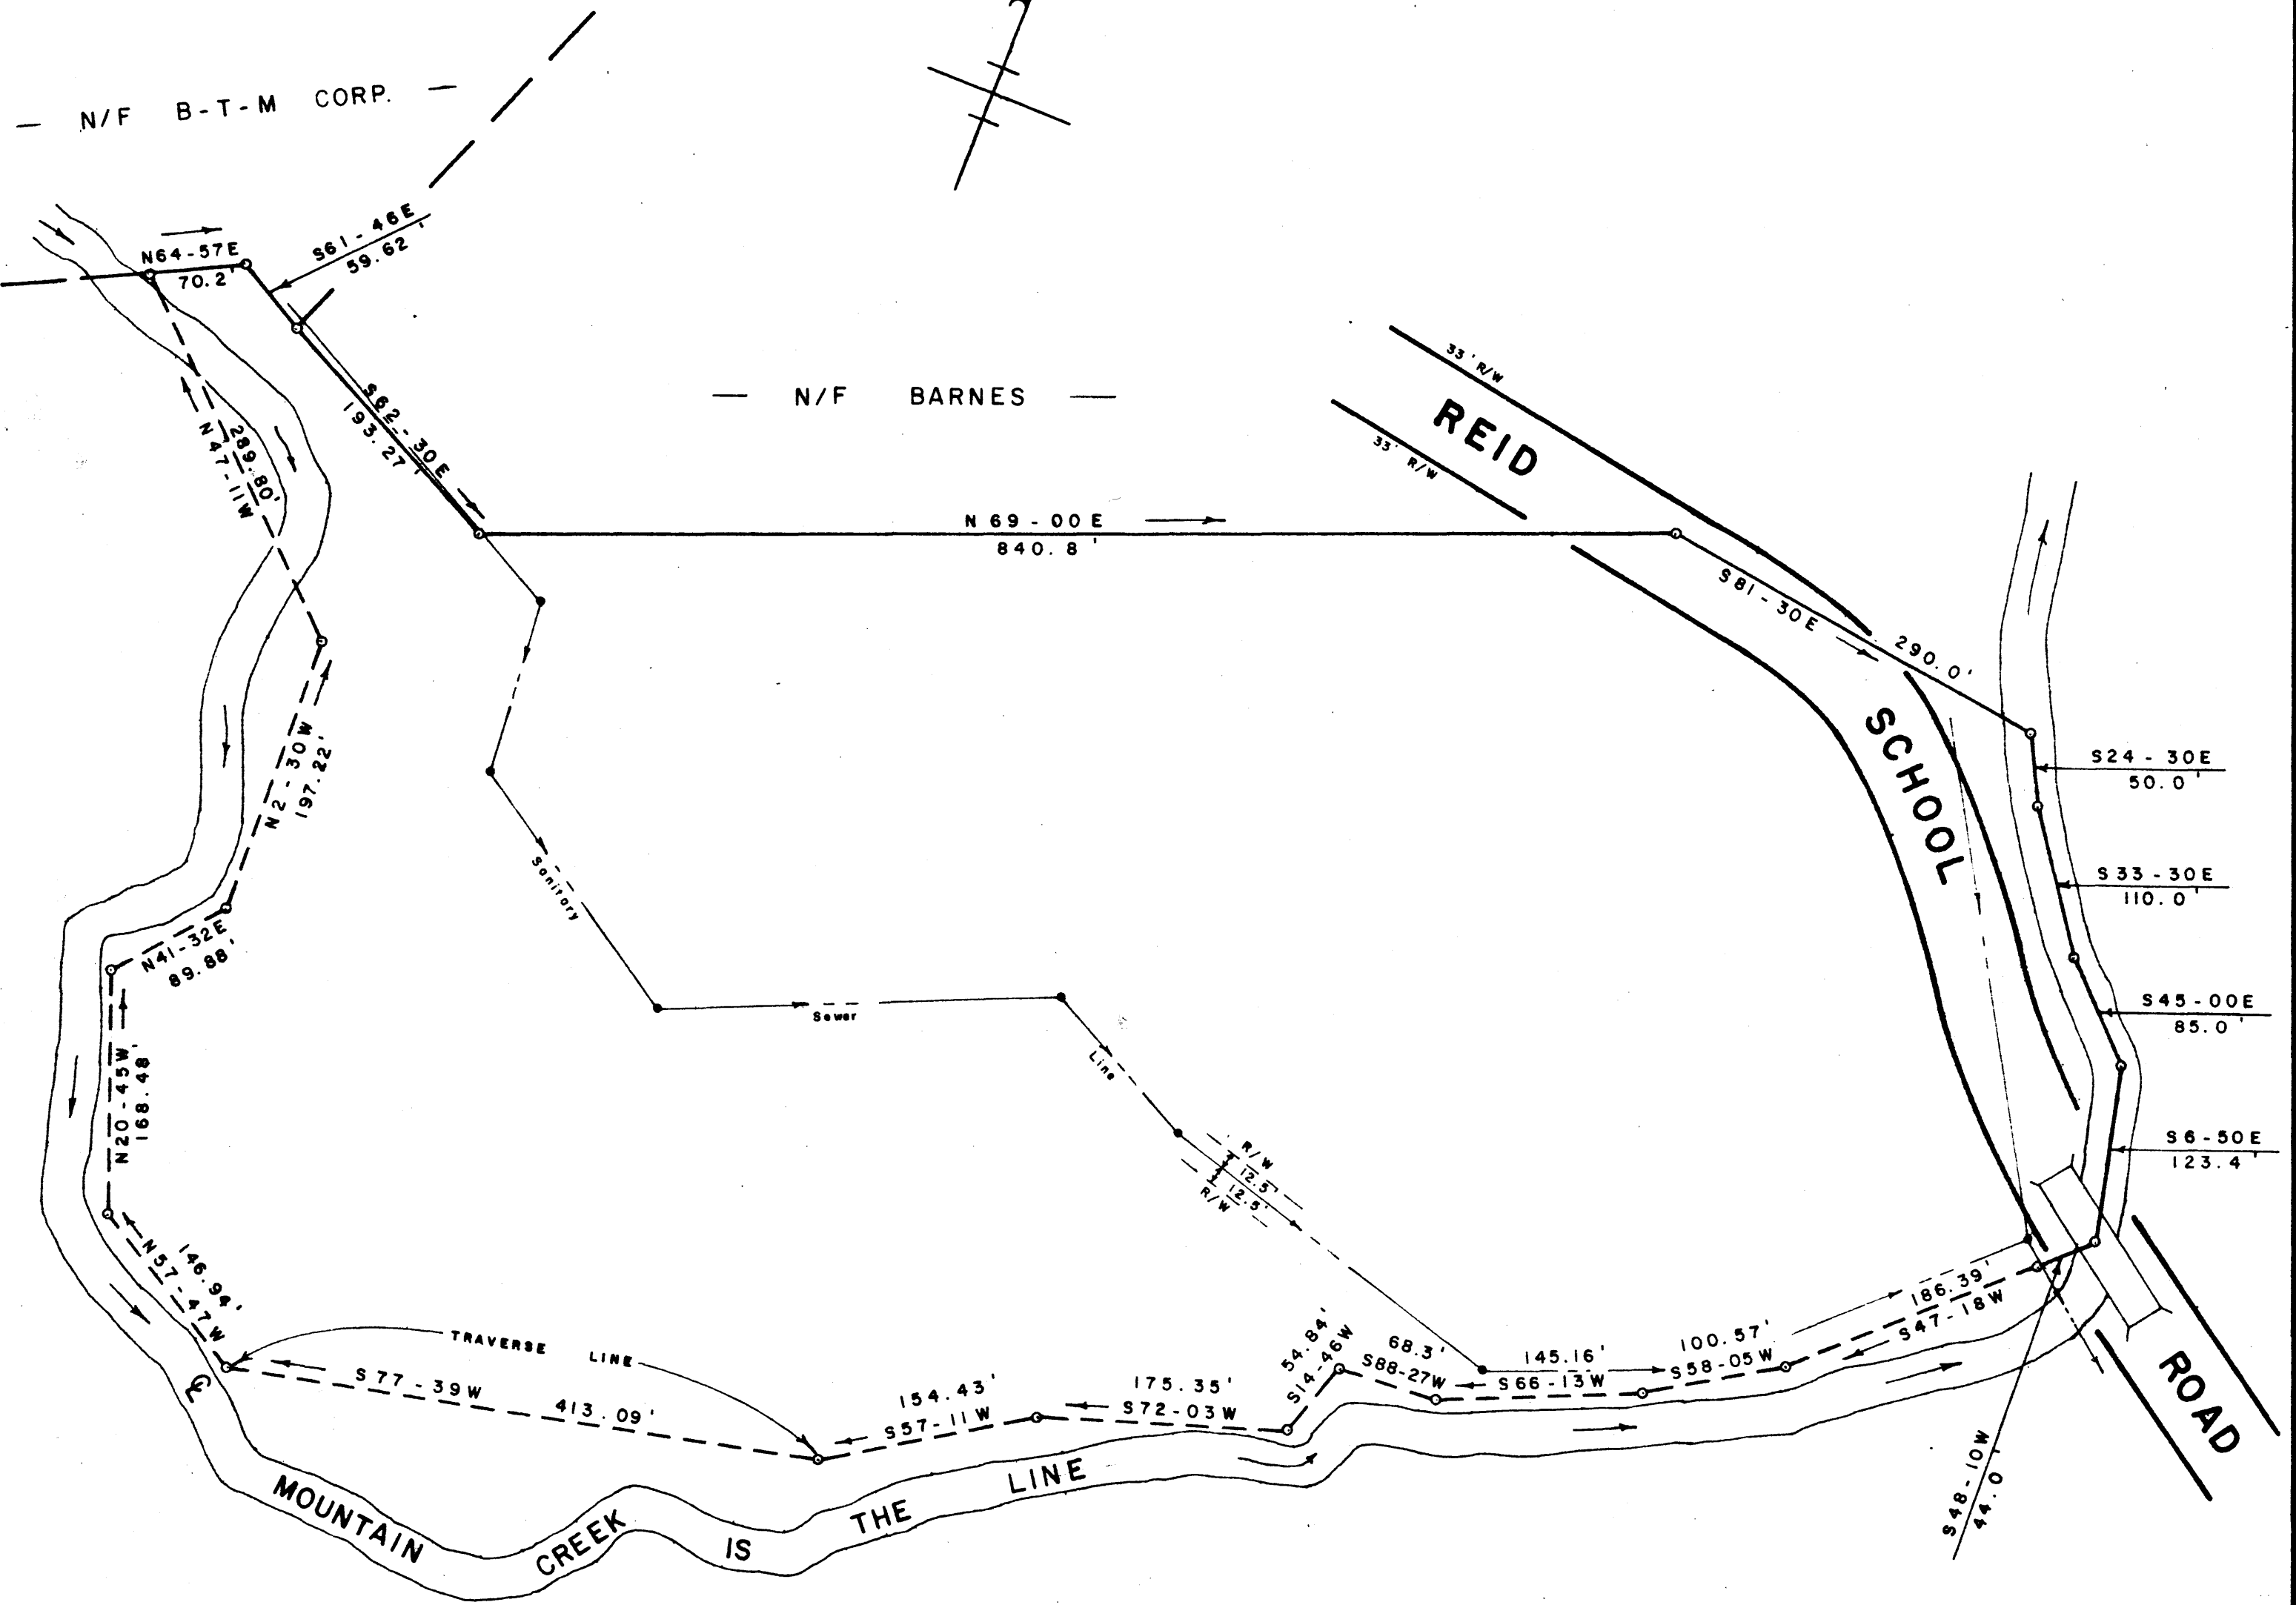 — N/F B-T-M CORP. —
N64-57E
70.2'
S61-46E
59.62'
S62-30E
193.27'
— N/F BARNES —
33' R/W
33' R/W
REID
SCHOOL
ROAD
N 69-00 E
840.8'
S81-30E
290.0'
S24-30E
50.0'
S33-30E
110.0'
S45-00E
85.0'
S6-50E
123.4'
S48-10W
44.0'
289.80'
N47-11W
N2-30W
197.22'
N41-32E
89.88'
N20-45W
168.48'
146.94'
N57-47W
Sanitary
Sewer
Line
R/W
12.5'
12.5'
R/W
TRAVERSE LINE
S77-39W
413.09'
154.43'
S57-11W
175.35'
S72-03W
54.84'
S14-46W
68.3'
S88-27W
145.16'
S66-13W
100.57'
S58-05W
186.39'
S47-18W
CL
MOUNTAIN CREEK IS THE LINE